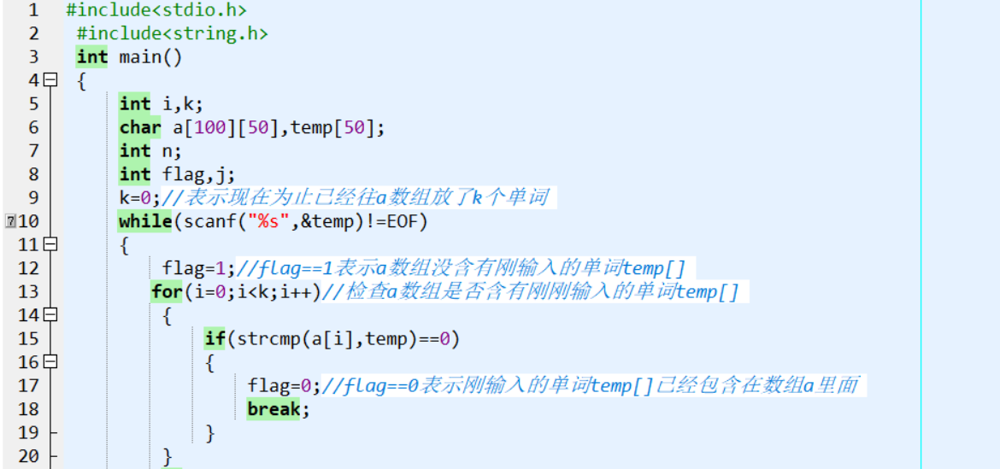 1 #include<stdio.h>
2 #include<string.h>
3 int main()
4 {
5 int i,k;
6 char a[100][50],temp[50];
7 int n;
8 int flag,j;
9 k=0;//表示现在为止已经往a数组放了k个单词
10 while(scanf("%s",&temp)!=EOF)
11 {
12 flag=1;//flag==1表示a数组没含有刚输入的单词temp[]
13 for(i=0;i<k;i++)//检查a数组是否含有刚刚输入的单词temp[]
14 {
15 if(strcmp(a[i],temp)==0)
16 {
17 flag=0;//flag==0表示刚输入的单词temp[]已经包含在数组a里面
18 break;
19 }
20 }